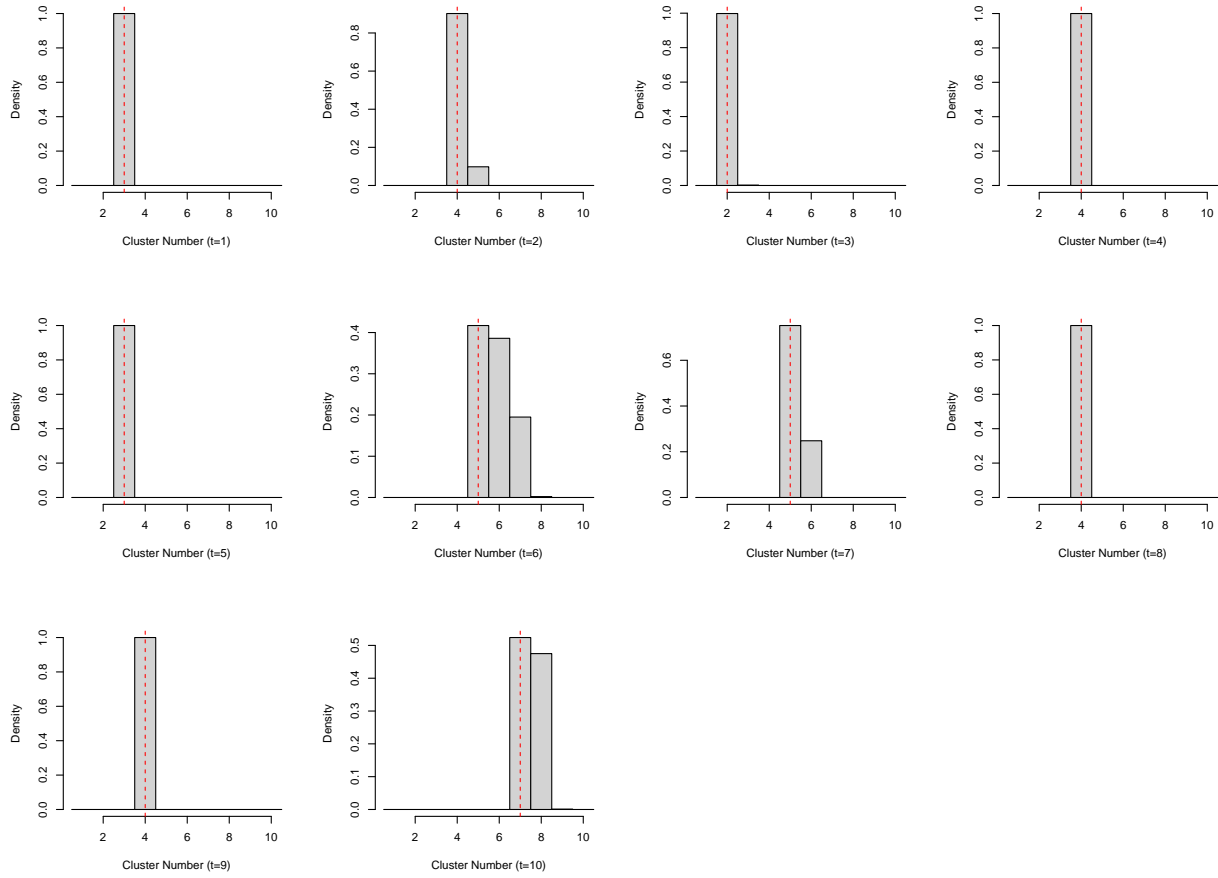 Density
0.0 0.2 0.4 0.6 0.8 1.0
2 4 6 8 10
Cluster Number (t=1)
Density
0.0 0.2 0.4 0.6 0.8
2 4 6 8 10
Cluster Number (t=2)
Density
0.0 0.2 0.4 0.6 0.8 1.0
2 4 6 8 10
Cluster Number (t=3)
Density
0.0 0.2 0.4 0.6 0.8 1.0
2 4 6 8 10
Cluster Number (t=4)
Density
0.0 0.2 0.4 0.6 0.8 1.0
2 4 6 8 10
Cluster Number (t=5)
Density
0.0 0.1 0.2 0.3 0.4
2 4 6 8 10
Cluster Number (t=6)
Density
0.0 0.2 0.4 0.6
2 4 6 8 10
Cluster Number (t=7)
Density
0.0 0.2 0.4 0.6 0.8 1.0
2 4 6 8 10
Cluster Number (t=8)
Density
0.0 0.2 0.4 0.6 0.8 1.0
2 4 6 8 10
Cluster Number (t=9)
Density
0.0 0.1 0.2 0.3 0.4 0.5
2 4 6 8 10
Cluster Number (t=10)